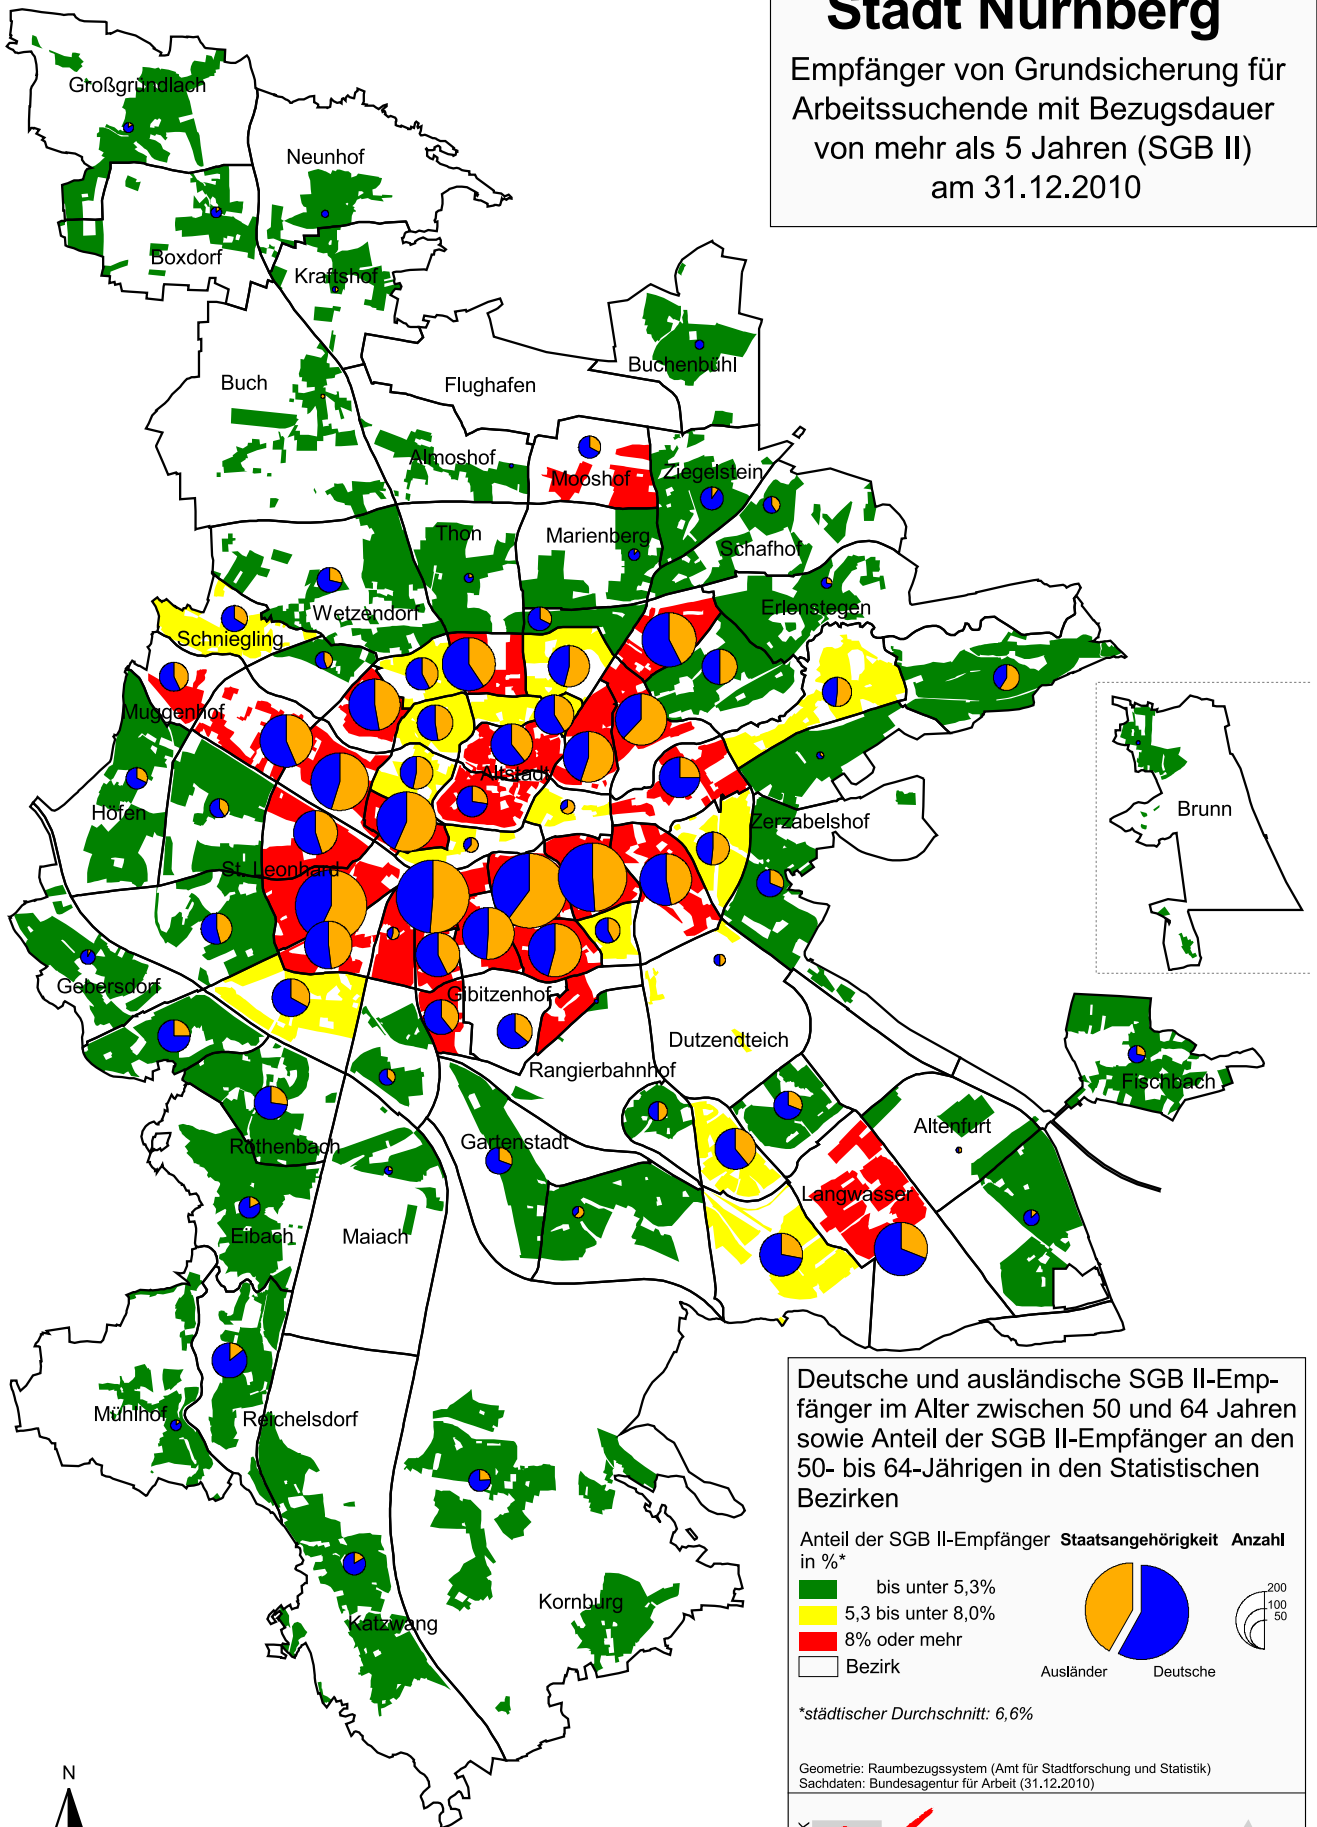 Stadt Nürnberg
Empfänger von Grundsicherung für
Arbeitssuchende mit Bezugsdauer
von mehr als 5 Jahren (SGB II)
am 31.12.2010
Großgründlach
Neunhof
Boxdorf
Kraftshof
Buchenbühl
Buch
Flughafen
Almoshof
Mooshof
Ziegelstein
Thon
Marienberg
Schafhof
Wetzendorf
Erlenstegen
Schniegling
Muggenhof
Altstadt
Höfen
Zerzabelshof
Brunn
St. Leonhard
Gebersdorf
Gibitzenhof
Dutzendteich
Rangierbahnhof
Fischbach
Altenfurt
Röthenbach
Gartenstadt
Langwasser
Eibach
Maiach
Mühlhof
Reichelsdorf
Katzwang
Kornburg
N
Deutsche und ausländische SGB II-Emp-
fänger im Alter zwischen 50 und 64 Jahren
sowie Anteil der SGB II-Empfänger an den
50- bis 64-Jährigen in den Statistischen
Bezirken
Anteil der SGB II-Empfänger Staatsangehörigkeit Anzahl
in %*
bis unter 5,3%
5,3 bis unter 8,0%
8% oder mehr
Bezirk
200
100
50
Ausländer Deutsche
*städtischer Durchschnitt: 6,6%
Geometrie: Raumbezugssystem (Amt für Stadtforschung und Statistik)
Sachdaten: Bundesagentur für Arbeit (31.12.2010)